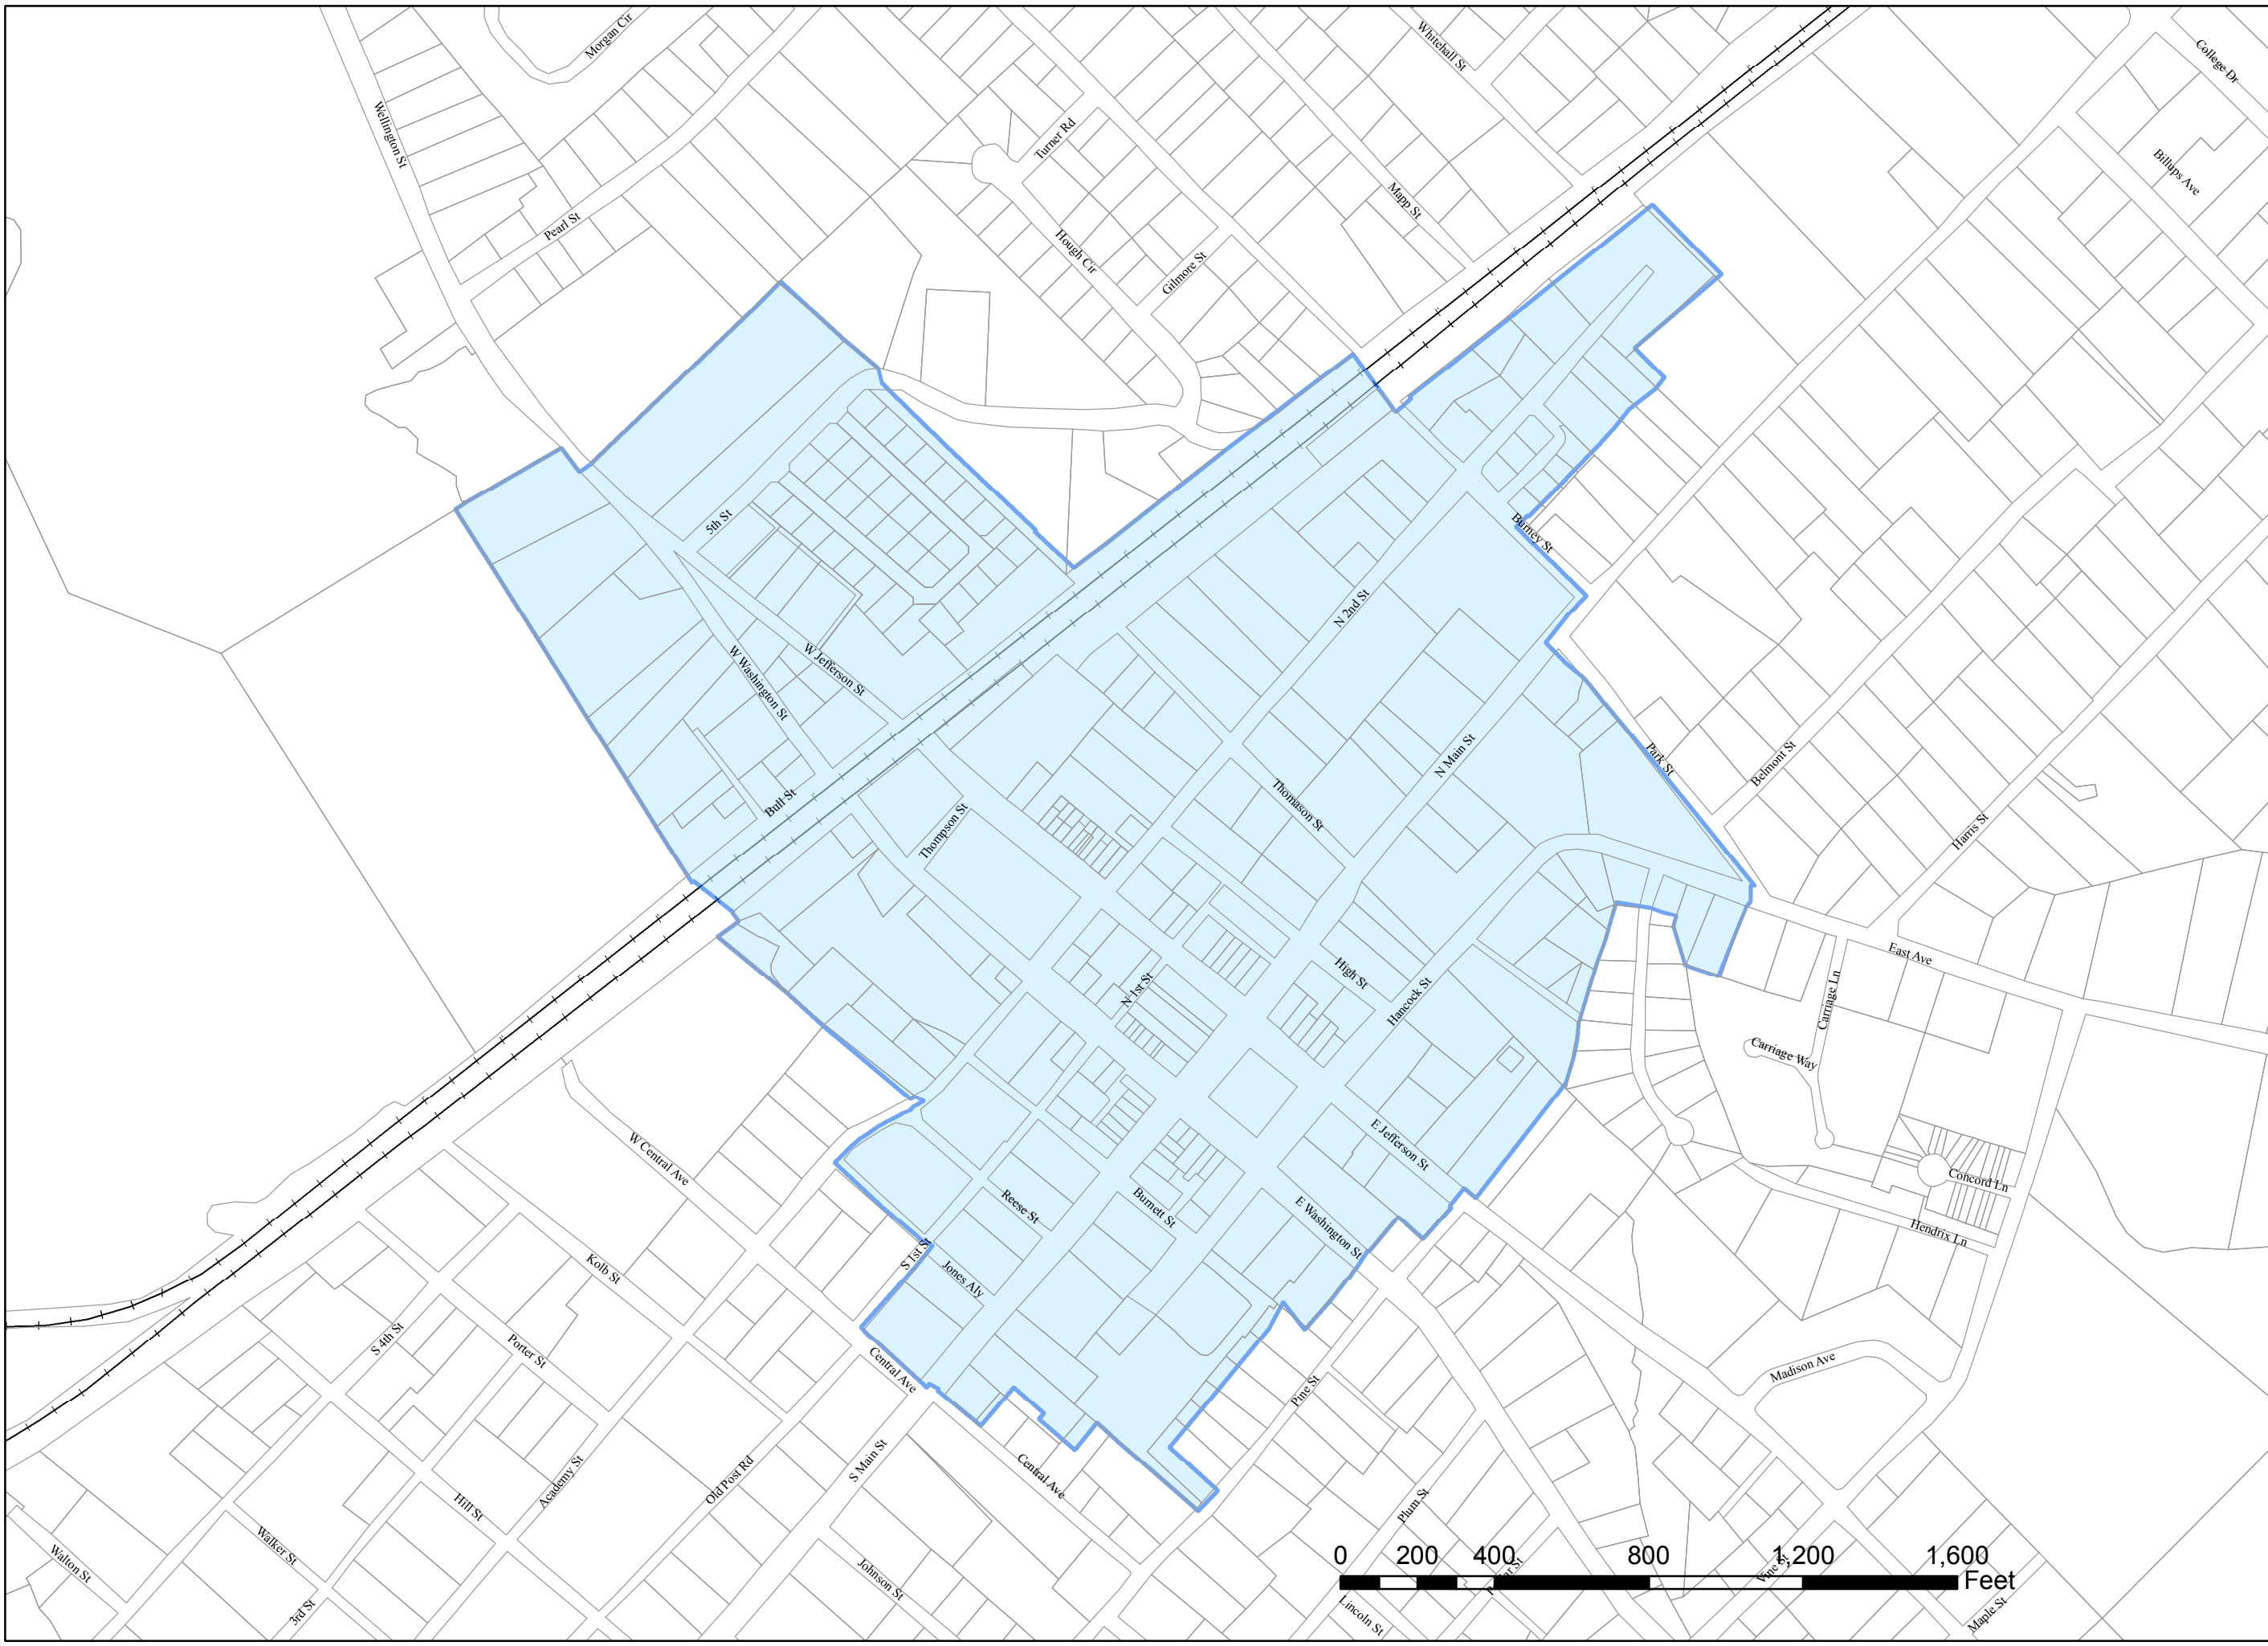 Morgan Cir
Whitehall St
College Dr
Wellington St
Turner Rd
Billups Ave
Mapp St
Pearl St
Hough Cir
Gilmore St
5th St
Burney St
N 2nd St
W Jefferson St
W Washington St
N Main St
Park St
Belmont St
Bull St
Thomason St
Thompson St
Harris St
East Ave
High St
N 1st St
Hancock St
Carriage Ln
Carriage Way
E Jefferson St
W Central Ave
Concord Ln
Reese St
Burnett St
E Washington St
Hendrix Ln
S 1st St
Jones Aly
Kolb St
S 4th St
Porter St
Central Ave
Madison Ave
Pine St
S Main St
Central Ave
Old Post Rd
Academy St
Hill St
Plum St
Walker St
Walton St
Johnson St
0 200 400 800 1,200 1,600
Feet
Vine St
3rd St
Lincoln St
Maple St